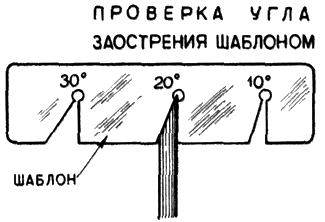 ПРОВЕРКА УГЛА
ЗАОСТРЕНИЯ ШАБЛОНОМ
30° 20° 10°
ШАБЛОН